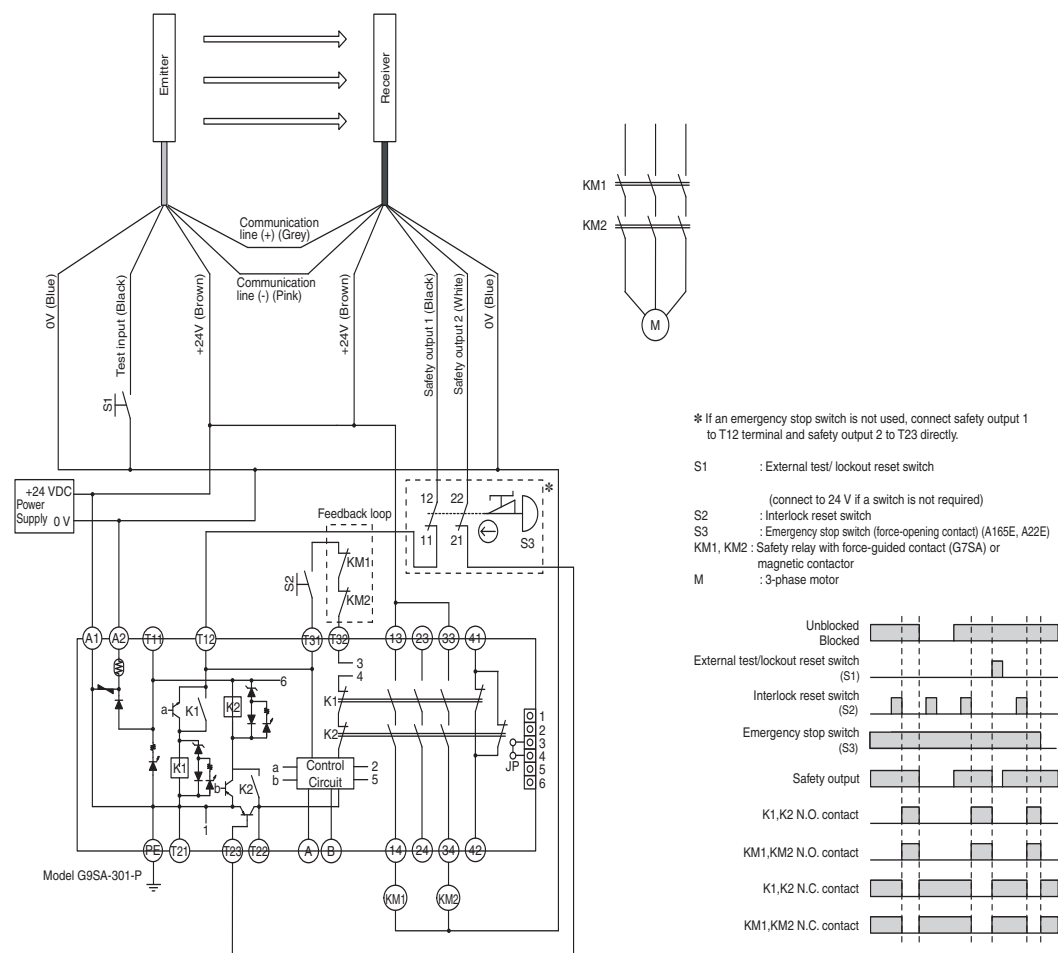 Emitter
Receiver
KM1
KM2
M
Communication
line (+) (Grey)
Communication
line (-) (Pink)
0V (Blue)
Test input (Black)
+24V (Brown)
+24V (Brown)
Safety output 1 (Black)
Safety output 2 (White)
0V (Blue)
S1
✻ If an emergency stop switch is not used, connect safety output 1
to T12 terminal and safety output 2 to T23 directly.
S1 : External test/ lockout reset switch
(connect to 24 V if a switch is not required)
S2 : Interlock reset switch
S3 : Emergency stop switch (force-opening contact) (A165E, A22E)
KM1, KM2 : Safety relay with force-guided contact (G7SA) or
magnetic contactor
M : 3-phase motor
+24 VDC
Power
Supply 0 V
Feedback loop
✻
12 22
11 21
S3
S2
KM1
KM2
A1 A2 T11 T12 T31 T32 13 23 33 41
3
4
6
a K1 K2
K1
K2
K1
b K2
a
b
Control
Circuit
2
5
1
JP
1
2
3
4
5
6
PE T21 T23 T22 A B 14 24 34 42
Model G9SA-301-P
KM1 KM2
Unblocked
Blocked
External test/lockout reset switch
(S1)
Interlock reset switch
(S2)
Emergency stop switch
(S3)
Safety output
K1,K2 N.O. contact
KM1,KM2 N.O. contact
K1,K2 N.C. contact
KM1,KM2 N.C. contact